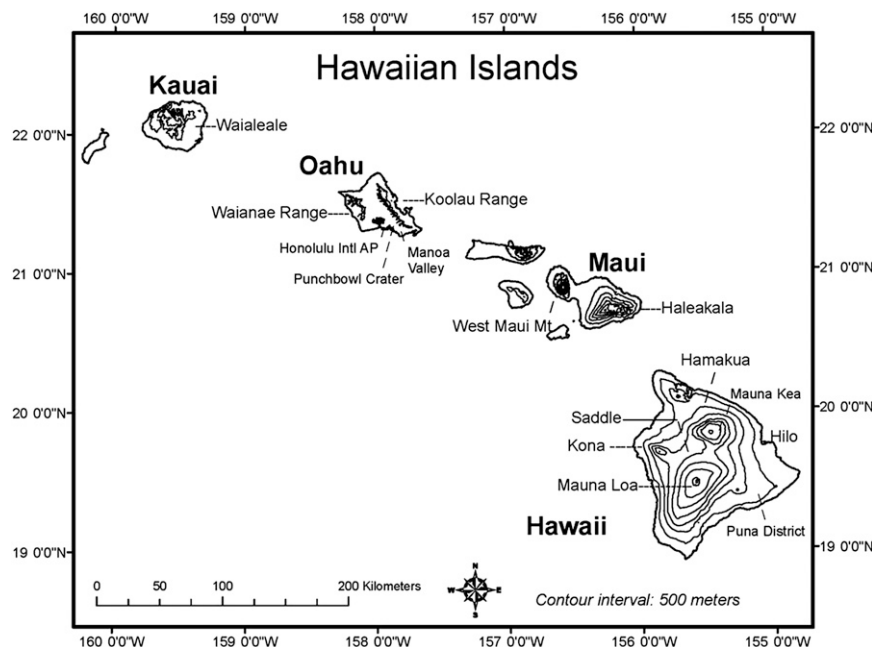 160 0'0"W 159 0'0"W 158 0'0"W 157 0'0"W 156 0'0"W 155 0'0"W
Hawaiian Islands
Kauai
22 0'0"N
Waialeale
22 0'0"N
Oahu
Koolau Range
Waianae Range
Honolulu Intl AP
Manoa
Valley
Punchbowl Crater
21 0'0"N
Maui
21 0'0"N
West Maui Mt
Haleakala
Hamakua
Mauna Kea
20 0'0"N
Saddle
20 0'0"N
Kona
Hilo
Mauna Loa
Hawaii
Puna District
19 0'0"N
19 0'0"N
0 50 100 200 Kilometers
N
W E
S
Contour interval: 500 meters
160 0'0"W 159 0'0"W 158 0'0"W 157 0'0"W 156 0'0"W 155 0'0"W